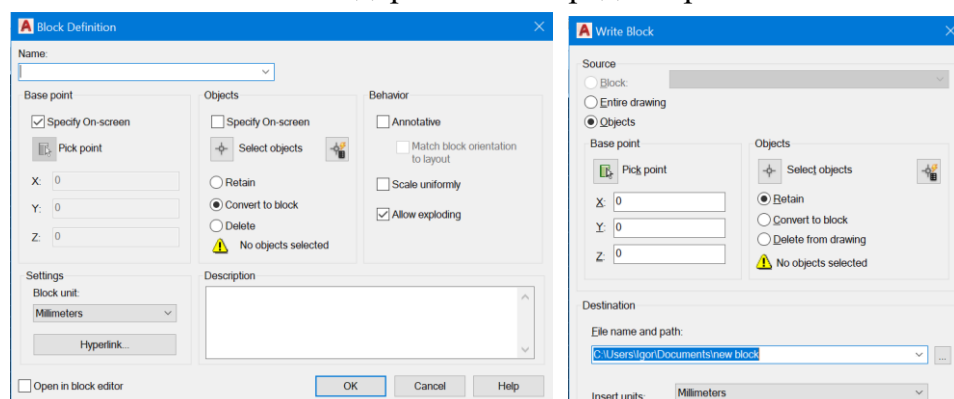 Block Definition
Name:
Base point
Specify On-screen
Pick point
X: 0
Y: 0
Z: 0
Objects
Specify On-screen
Select objects
Retain
Convert to block
Delete
No objects selected
Behavior
Annotative
Match block orientation
to layout
Scale uniformly
Allow exploding
Settings
Block unit:
Millimeters
Hyperlink...
Description
Open in block editor
OK Cancel Help
Write Block
Source
Block:
Entire drawing
Objects
Base point
Pick point
X: 0
Y: 0
Z: 0
Objects
Select objects
Retain
Convert to block
Delete from drawing
No objects selected
Destination
File name and path:
C:\Users\Igor\Documents\new block
...
Insert units: Millimeters